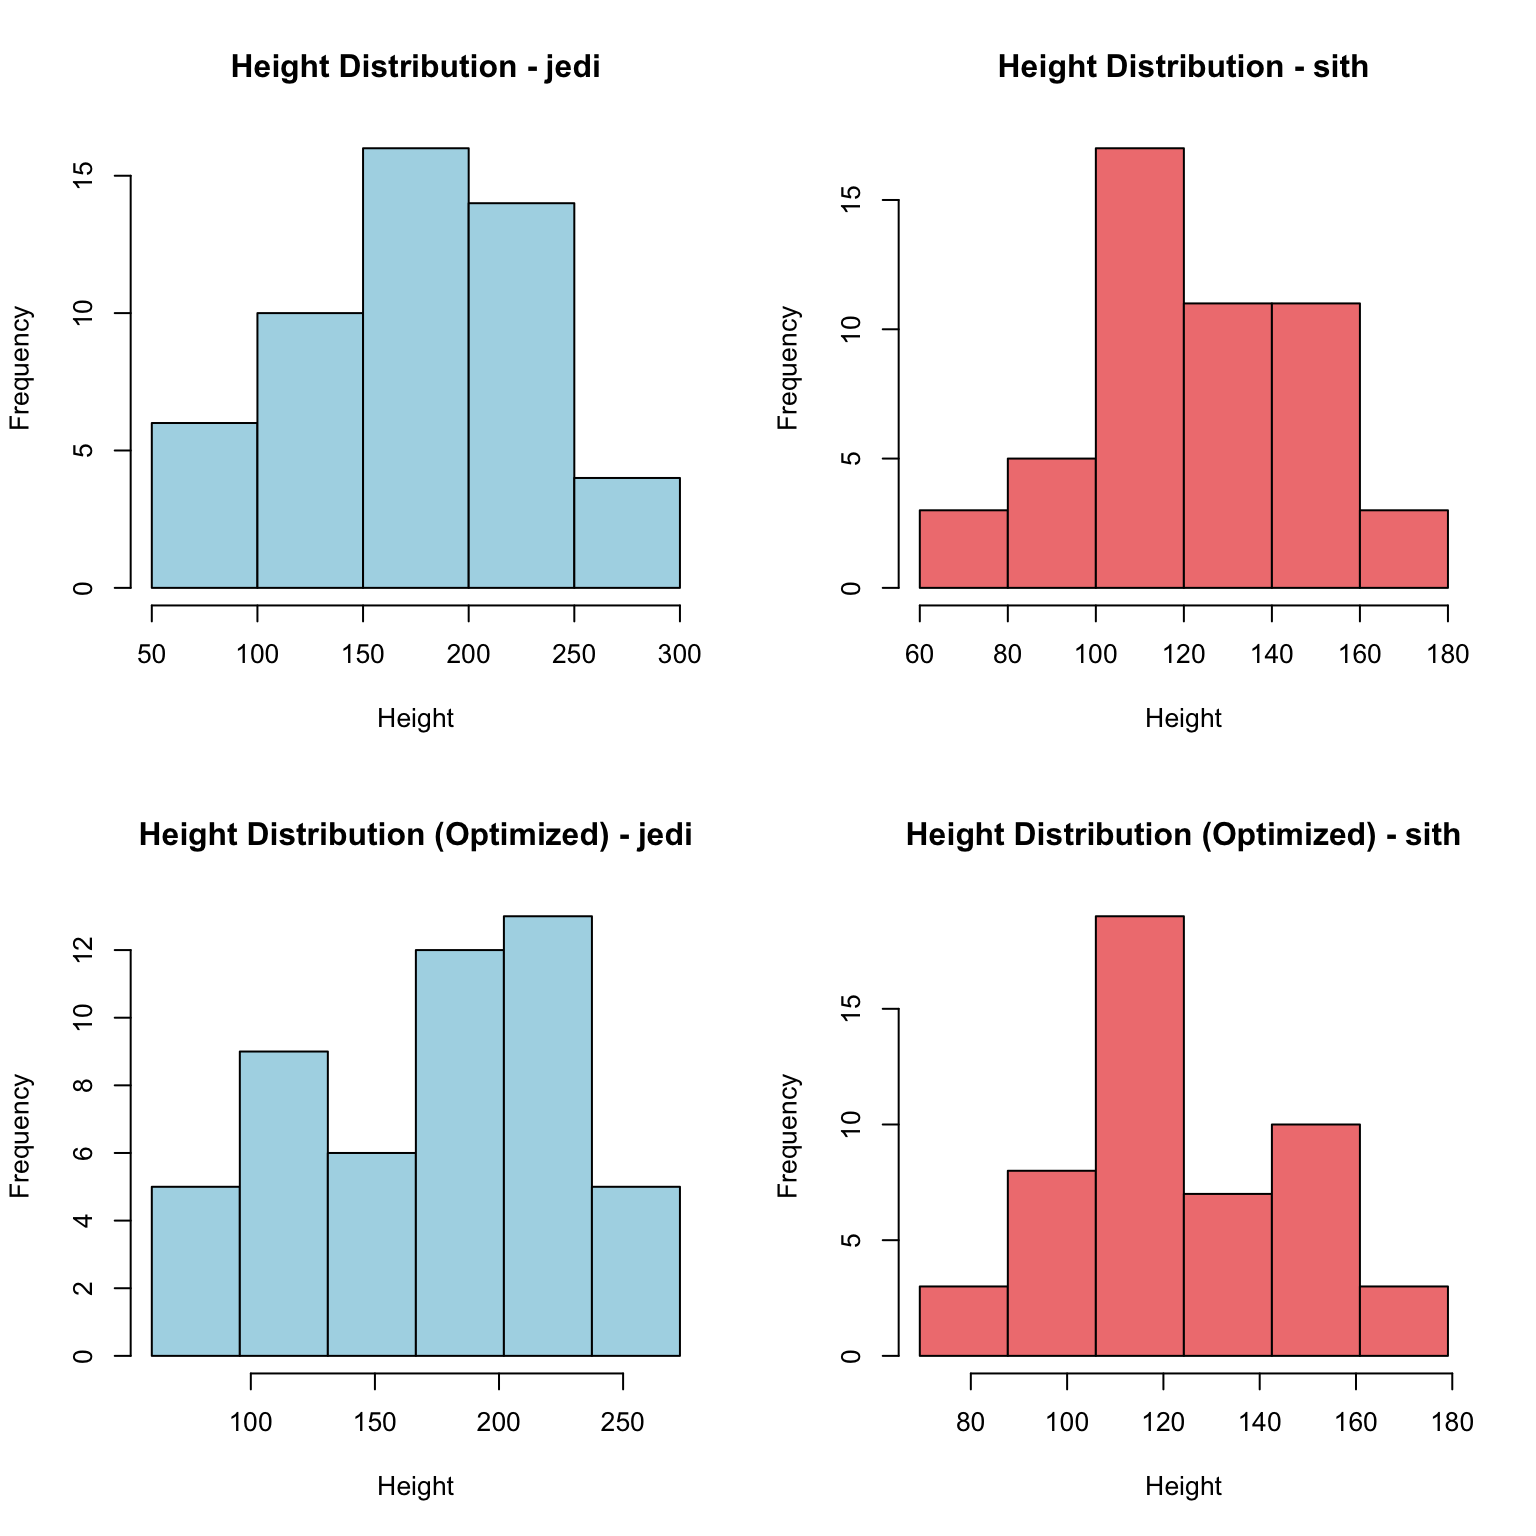 Height Distribution - jedi
Frequency
15
10
5
0
50 100 150 200 250 300
Height
Height Distribution - sith
Frequency
15
10
5
0
60 80 100 120 140 160 180
Height
Height Distribution (Optimized) - jedi
Frequency
12
10
8
6
4
2
0
100 150 200 250
Height
Height Distribution (Optimized) - sith
Frequency
15
10
5
0
80 100 120 140 160 180
Height